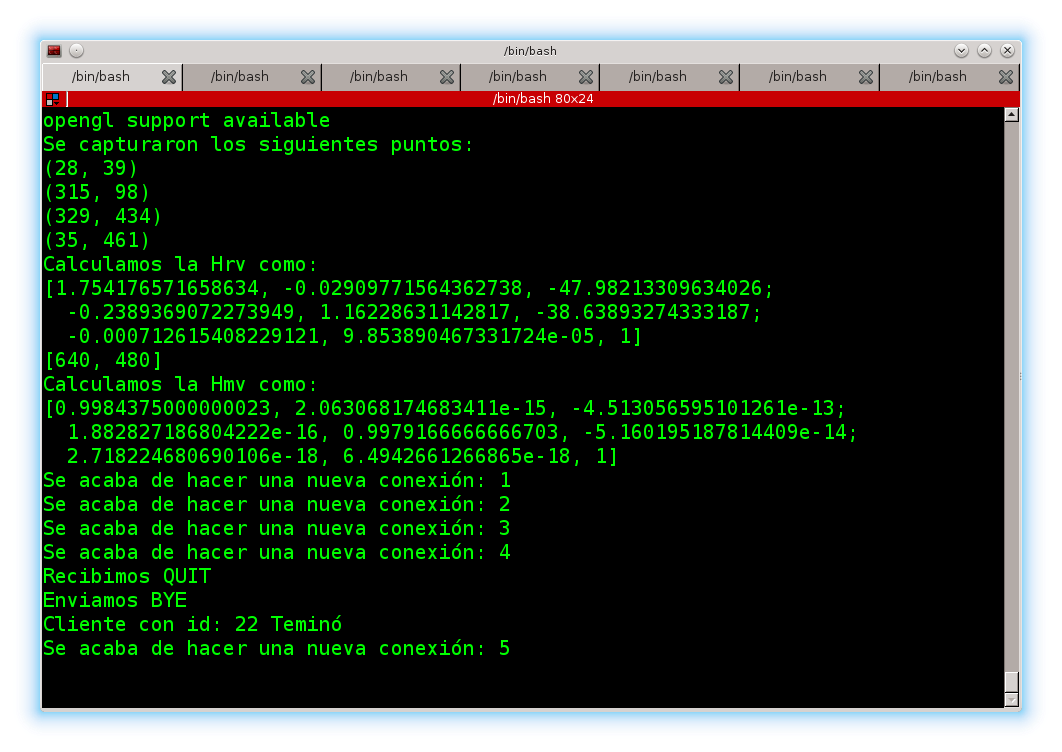 /bin/bash
/bin/bash /bin/bash /bin/bash /bin/bash /bin/bash /bin/bash /bin/bash
/bin/bash 80x24
opengl support available
Se capturaron los siguientes puntos:
(28, 39)
(315, 98)
(329, 434)
(35, 461)
Calculamos la Hrv como:
[1.754176571658634, -0.02909771564362738, -47.98213309634026;
  -0.2389369072273949, 1.16228631142817, -38.63893274333187;
  -0.000712615408229121, 9.853890467331724e-05, 1]
[640, 480]
Calculamos la Hmv como:
[0.9984375000000023, 2.063068174683411e-15, -4.513056595101261e-13;
  1.882827186804222e-16, 0.9979166666666703, -5.160195187814409e-14;
  2.718224680690106e-18, 6.4942661266865e-18, 1]
Se acaba de hacer una nueva conexión: 1
Se acaba de hacer una nueva conexión: 2
Se acaba de hacer una nueva conexión: 3
Se acaba de hacer una nueva conexión: 4
Recibimos QUIT
Enviamos BYE
Cliente con id: 22 Teminó
Se acaba de hacer una nueva conexión: 5